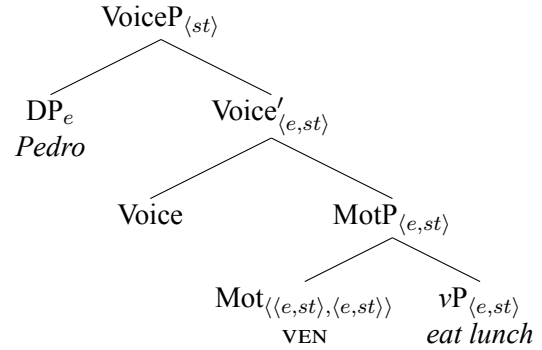 VoiceP⟨st⟩
DPₑ Voice′⟨e,st⟩
Pedro
Voice MotP⟨e,st⟩
Mot⟨⟨e,st⟩,⟨e,st⟩⟩ vP⟨e,st⟩
VEN eat lunch